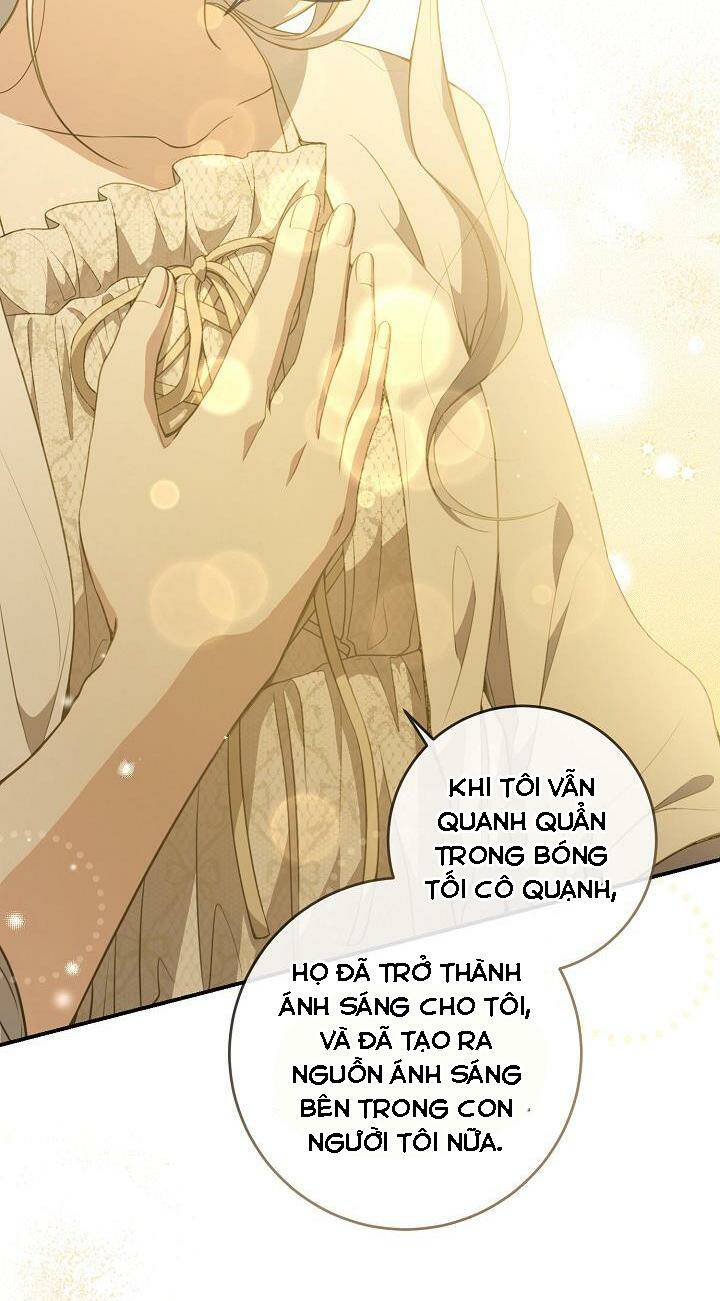 KHI TÔI VẪN
QUANH QUẨN
TRONG BÓNG
TỐI CÔ QUẠNH,
HỌ ĐÃ TRỞ THÀNH
ÁNH SÁNG CHO TÔI,
VÀ ĐÃ TẠO RA
NGUỒN ÁNH SÁNG
BÊN TRONG CON
NGƯỜI TÔI NỮA.